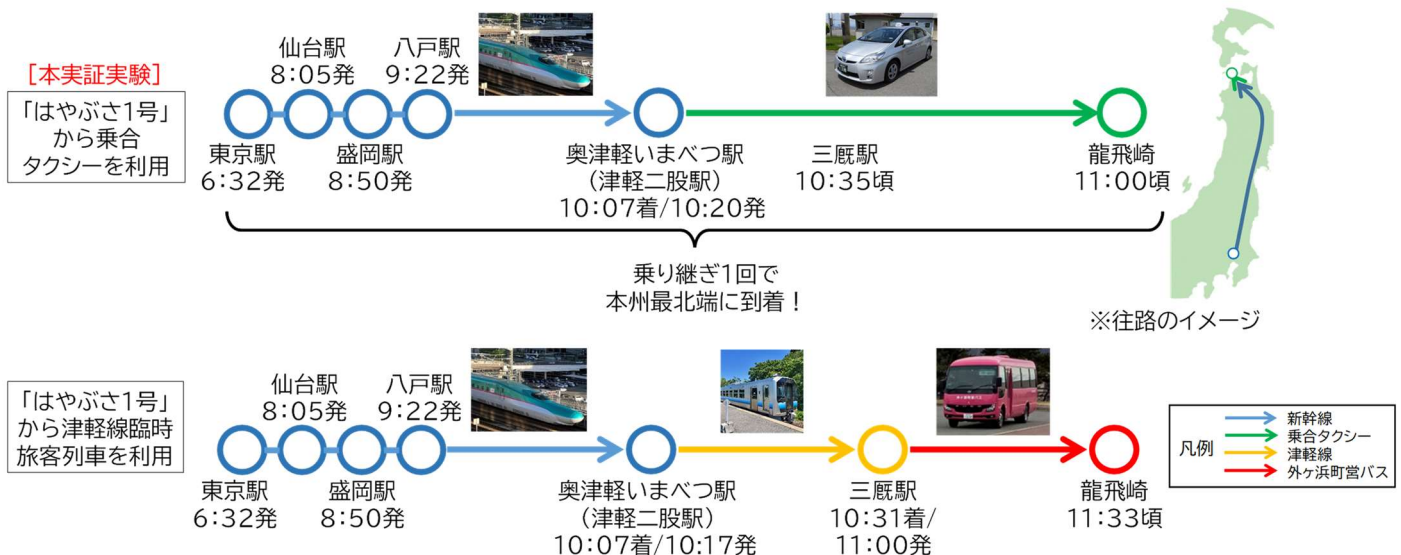 [本実証実験]
「はやぶさ1号」
から乗合
タクシーを利用
仙台駅
8:05発
八戸駅
9:22発
東京駅
6:32発
盛岡駅
8:50発
奥津軽いまべつ駅
(津軽二股駅)
10:07着/10:20発
三厩駅
10:35頃
龍飛崎
11:00頃
乗り継ぎ1回で
本州最北端に到着!
※往路のイメージ
「はやぶさ1号」
から津軽線臨時
旅客列車を利用
仙台駅
8:05発
八戸駅
9:22発
東京駅
6:32発
盛岡駅
8:50発
奥津軽いまべつ駅
(津軽二股駅)
10:07着/10:17発
三厩駅
10:31着/
11:00発
龍飛崎
11:33頃
凡例
新幹線
乗合タクシー
津軽線
外ヶ浜町営バス